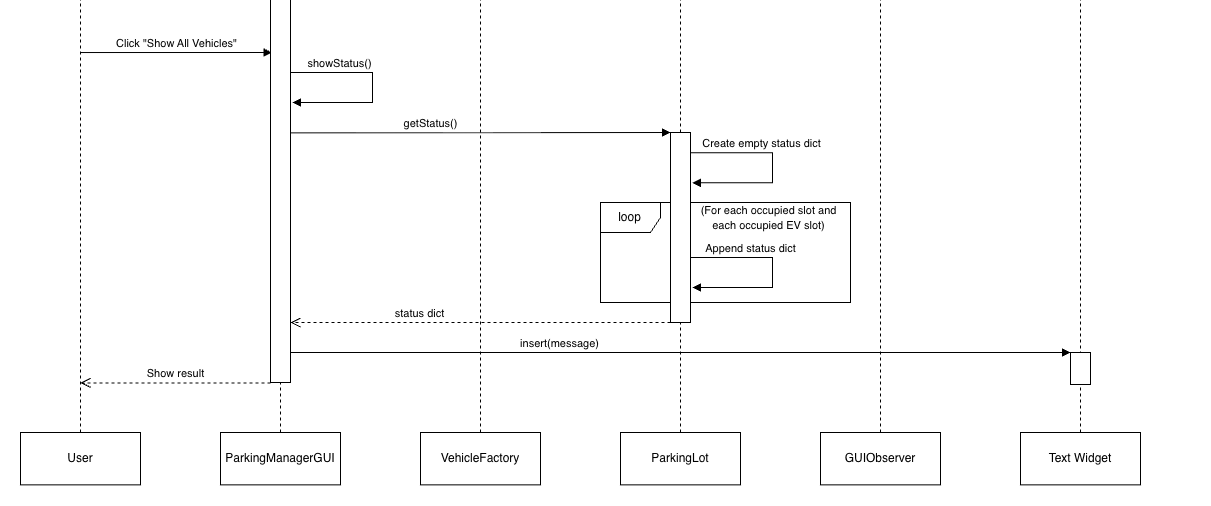 Click "Show All Vehicles"
showStatus()
getStatus()
Create empty status dict
loop
(For each occupied slot and
each occupied EV slot)
Append status dict
status dict
insert(message)
Show result
User
ParkingManagerGUI
VehicleFactory
ParkingLot
GUIObserver
Text Widget